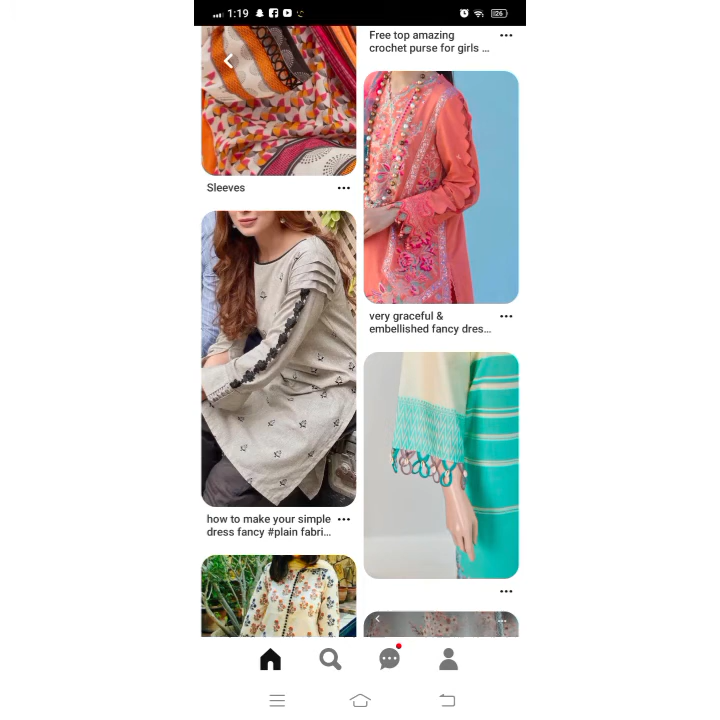 1:19
26
Free top amazing
crochet purse for girls ...
Sleeves
very graceful &
embellished fancy dres...
how to make your simple
dress fancy #plain fabri...